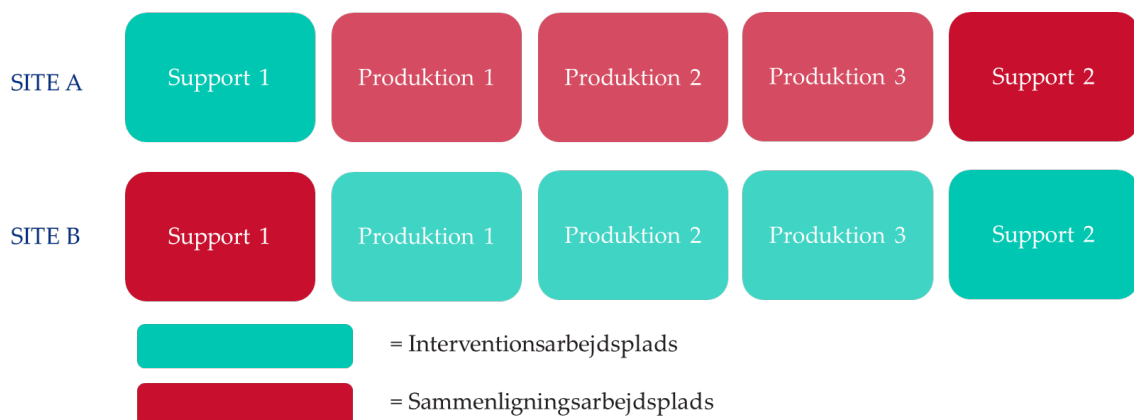 SITE A Support 1 Produktion 1 Produktion 2 Produktion 3 Support 2
SITE B Support 1 Produktion 1 Produktion 2 Produktion 3 Support 2
= Interventionsarbejdsplads
= Sammenligningsarbejdsplads